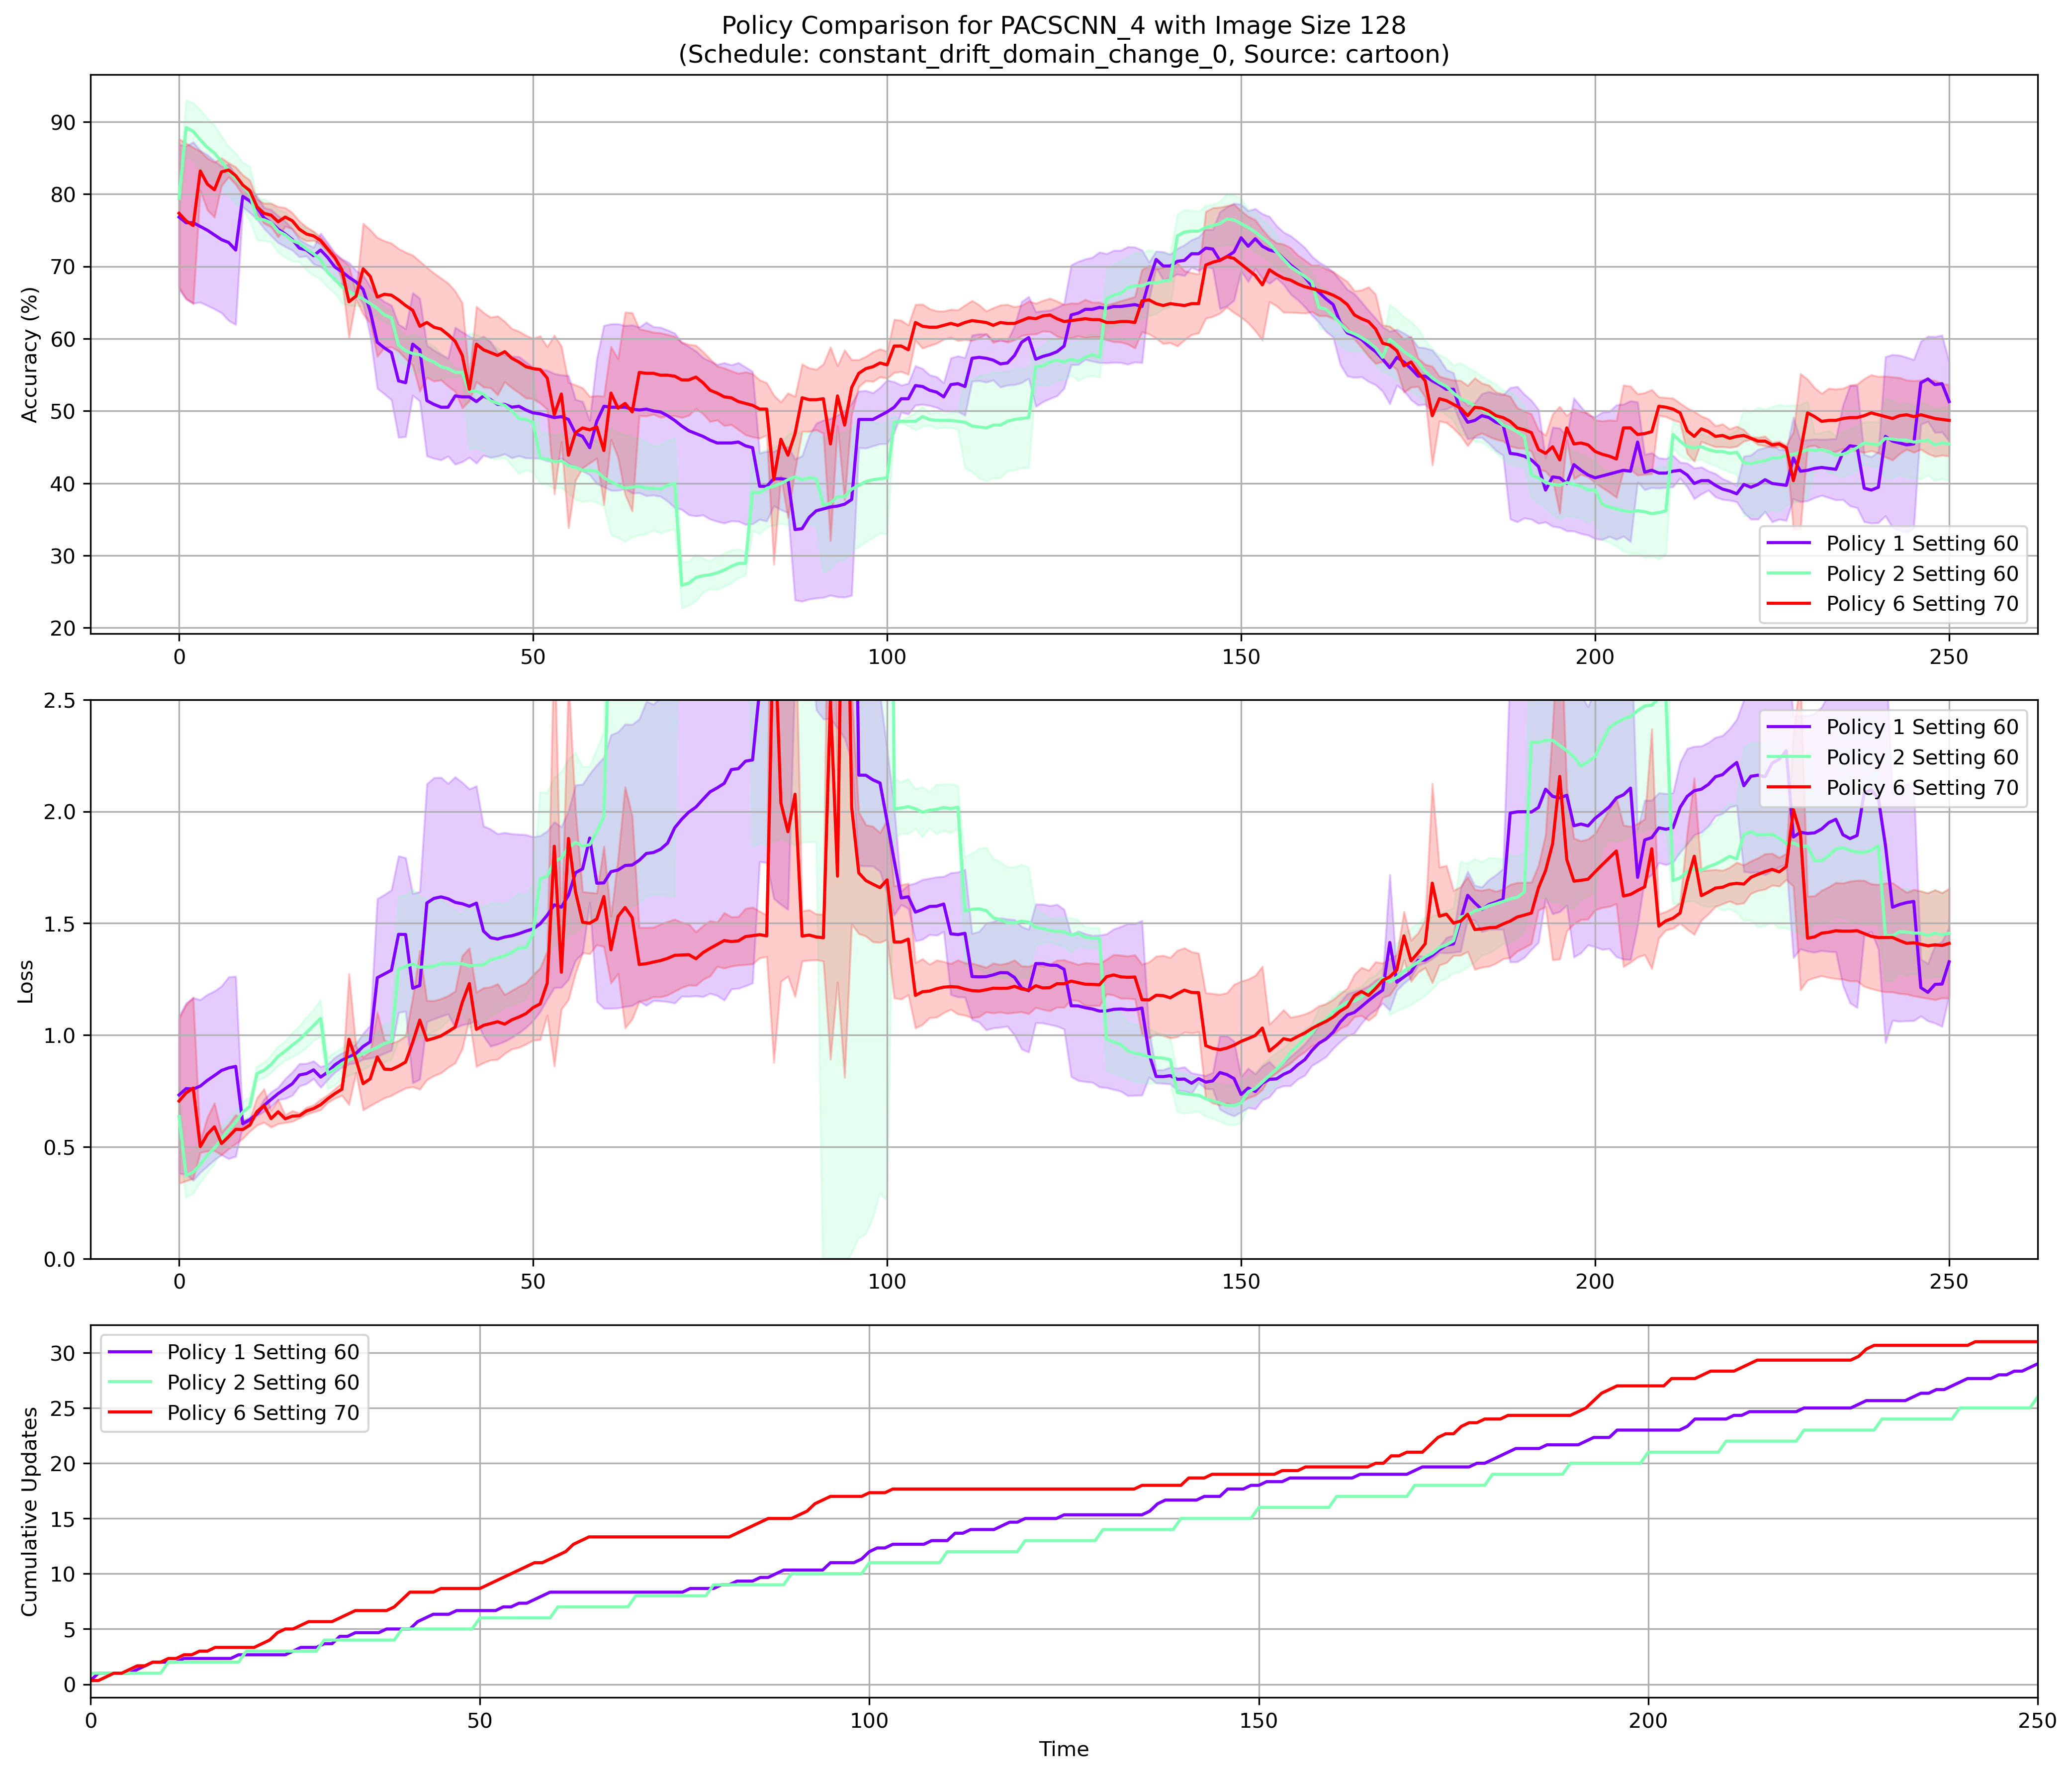 Policy Comparison for PACSCNN_4 with Image Size 128
(Schedule: constant_drift_domain_change_0, Source: cartoon)
Accuracy (%)
90
80
70
60
50
40
30
20
0
50
100
150
200
250
Policy 1 Setting 60
Policy 2 Setting 60
Policy 6 Setting 70
Loss
2.5
2.0
1.5
1.0
0.5
0.0
0
50
100
150
200
250
Policy 1 Setting 60
Policy 2 Setting 60
Policy 6 Setting 70
Cumulative Updates
30
25
20
15
10
5
0
0
50
100
150
200
250
Policy 1 Setting 60
Policy 2 Setting 60
Policy 6 Setting 70
Time